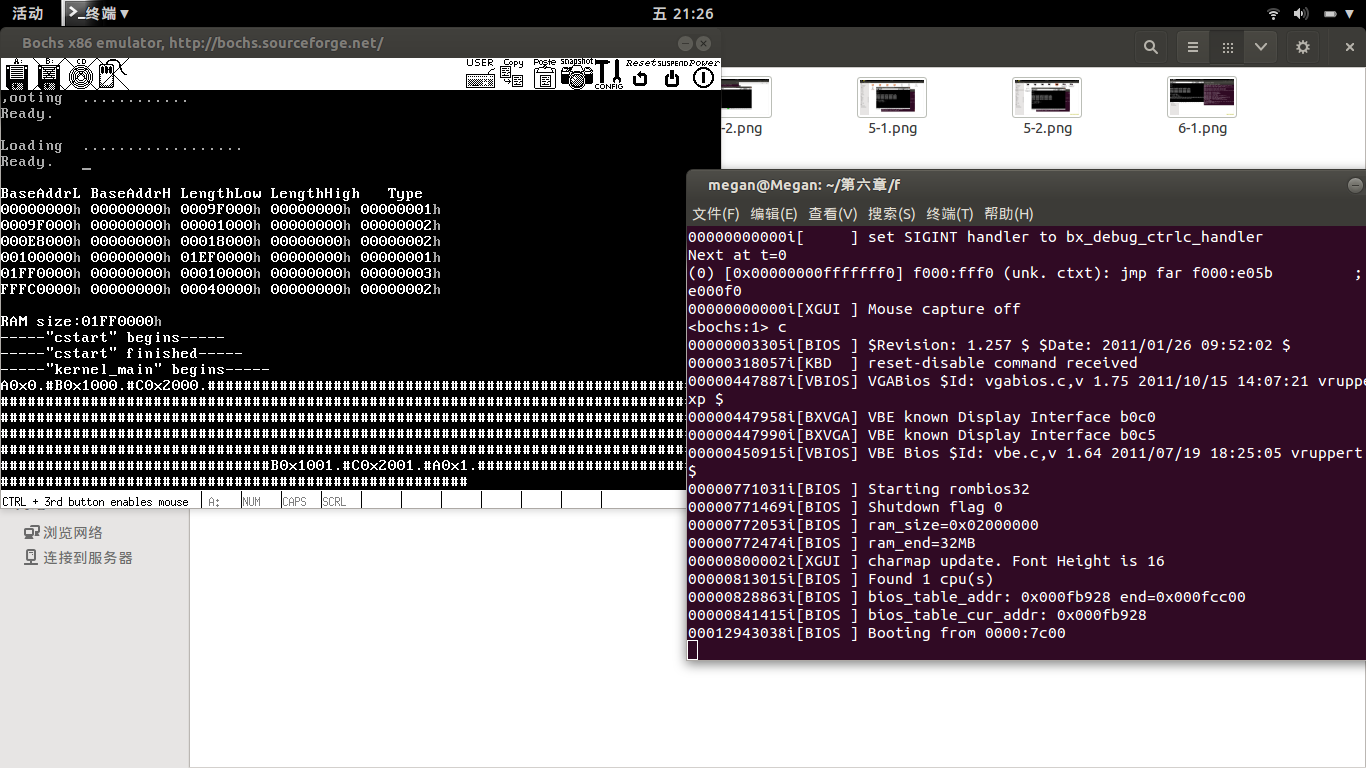 活动 终端 五 21:26
Bochs x86 emulator, http://bochs.sourceforge.net/
A: B: CD USER Copy Paste snapshot CONFIG Reset SUSPEND Power
,ooting ............
Ready.
Loading ..................
Ready. _
BaseAddrL BaseAddrH LengthLow LengthHigh Type
00000000h 00000000h 0009F000h 00000000h 00000001h
0009F000h 00000000h 00001000h 00000000h 00000002h
000E8000h 00000000h 00018000h 00000000h 00000002h
00100000h 00000000h 01EF0000h 00000000h 00000001h
01FF0000h 00000000h 00010000h 00000000h 00000003h
FFFC0000h 00000000h 00040000h 00000000h 00000002h
RAM size:01FF0000h
-----"cstart" begins-----
-----"cstart" finished-----
-----"kernel_main" begins-----
A0x0.#B0x1000.#C0x2000.#####################################################
############################################################################
############################################################################
############################################################################
############################################################################
##############################B0x1001.#C0x2001.#A0x1.#######################
####################################################
CTRL + 3rd button enables mouse A: NUM CAPS SCRL
浏览网络
连接到服务器
-2.png 5-1.png 5-2.png 6-1.png
megan@Megan: ~/第六章/f
文件(F) 编辑(E) 查看(V) 搜索(S) 终端(T) 帮助(H)
00000000000i[     ] set SIGINT handler to bx_debug_ctrlc_handler
Next at t=0
(0) [0x00000000fffffff0] f000:fff0 (unk. ctxt): jmp far f000:e05b ;
e000f0
00000000000i[XGUI ] Mouse capture off
<bochs:1> c
00000003305i[BIOS ] $Revision: 1.257 $ $Date: 2011/01/26 09:52:02 $
00000318057i[KBD  ] reset-disable command received
00000447887i[VBIOS] VGABios $Id: vgabios.c,v 1.75 2011/10/15 14:07:21 vruppe
xp $
00000447958i[BXVGA] VBE known Display Interface b0c0
00000447990i[BXVGA] VBE known Display Interface b0c5
00000450915i[VBIOS] VBE Bios $Id: vbe.c,v 1.64 2011/07/19 18:25:05 vruppert
$
00000771031i[BIOS ] Starting rombios32
00000771469i[BIOS ] Shutdown flag 0
00000772053i[BIOS ] ram_size=0x02000000
00000772474i[BIOS ] ram_end=32MB
00000800002i[XGUI ] charmap update. Font Height is 16
00000813015i[BIOS ] Found 1 cpu(s)
00000828863i[BIOS ] bios_table_addr: 0x000fb928 end=0x000fcc00
00000841415i[BIOS ] bios_table_cur_addr: 0x000fb928
00012943038i[BIOS ] Booting from 0000:7c00